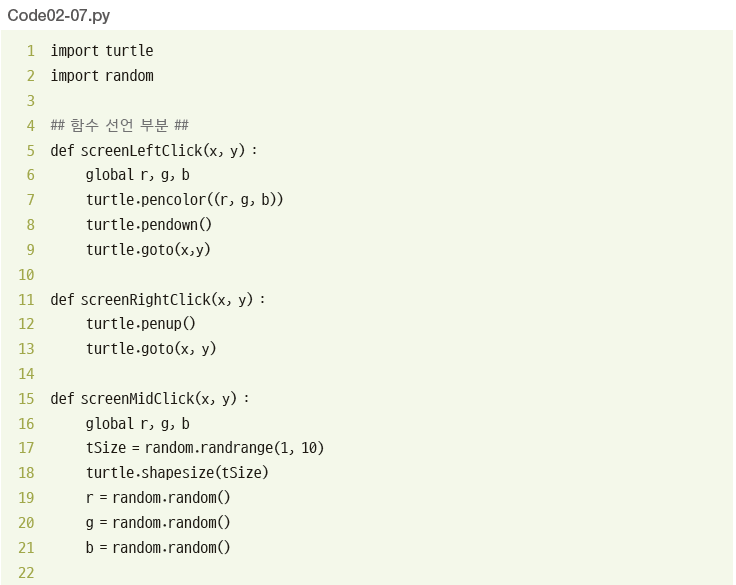 Code02-07.py
1 import turtle
2 import random
3
4 ## 함수 선언 부분 ##
5 def screenLeftClick(x, y) :
6     global r, g, b
7     turtle.pencolor((r, g, b))
8     turtle.pendown()
9     turtle.goto(x,y)
10
11 def screenRightClick(x, y) :
12     turtle.penup()
13     turtle.goto(x, y)
14
15 def screenMidClick(x, y) :
16     global r, g, b
17     tSize = random.randrange(1, 10)
18     turtle.shapesize(tSize)
19     r = random.random()
20     g = random.random()
21     b = random.random()
22